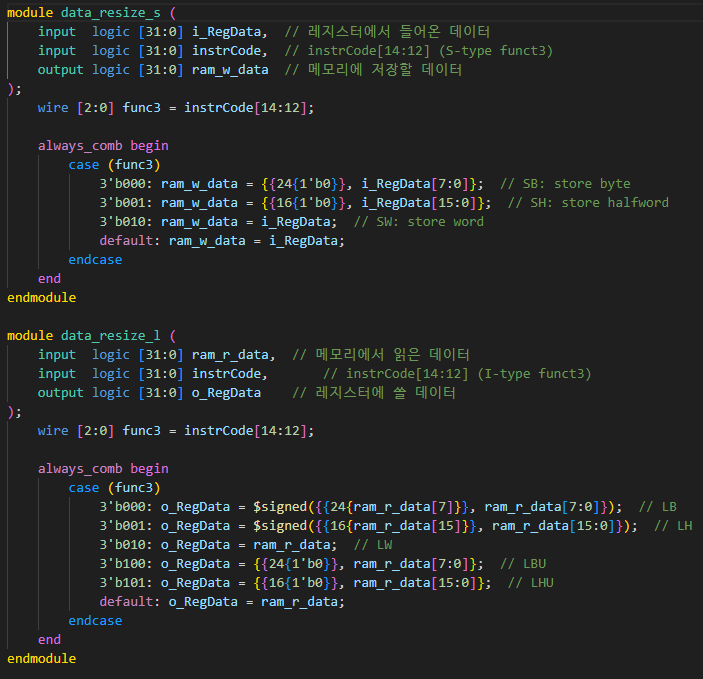 module data_resize_s (
    input  logic [31:0] i_RegData,  // 레지스터에서 들어온 데이터
    input  logic [31:0] instrCode,  // instrCode[14:12] (S-type funct3)
    output logic [31:0] ram_w_data  // 메모리에 저장할 데이터
);
    wire [2:0] func3 = instrCode[14:12];

    always_comb begin
        case (func3)
            3'b000: ram_w_data = {{24{1'b0}}, i_RegData[7:0]};  // SB: store byte
            3'b001: ram_w_data = {{16{1'b0}}, i_RegData[15:0]};  // SH: store halfword
            3'b010: ram_w_data = i_RegData;  // SW: store word
            default: ram_w_data = i_RegData;
        endcase
    end
endmodule

module data_resize_l (
    input  logic [31:0] ram_r_data,  // 메모리에서 읽은 데이터
    input  logic [31:0] instrCode,       // instrCode[14:12] (I-type funct3)
    output logic [31:0] o_RegData    // 레지스터에 쓸 데이터
);
    wire [2:0] func3 = instrCode[14:12];

    always_comb begin
        case (func3)
            3'b000: o_RegData = $signed({{24{ram_r_data[7]}}, ram_r_data[7:0]});  // LB
            3'b001: o_RegData = $signed({{16{ram_r_data[15]}}, ram_r_data[15:0]});  // LH
            3'b010: o_RegData = ram_r_data;  // LW
            3'b100: o_RegData = {{24{1'b0}}, ram_r_data[7:0]};  // LBU
            3'b101: o_RegData = {{16{1'b0}}, ram_r_data[15:0]};  // LHU
            default: o_RegData = ram_r_data;
        endcase
    end
endmodule